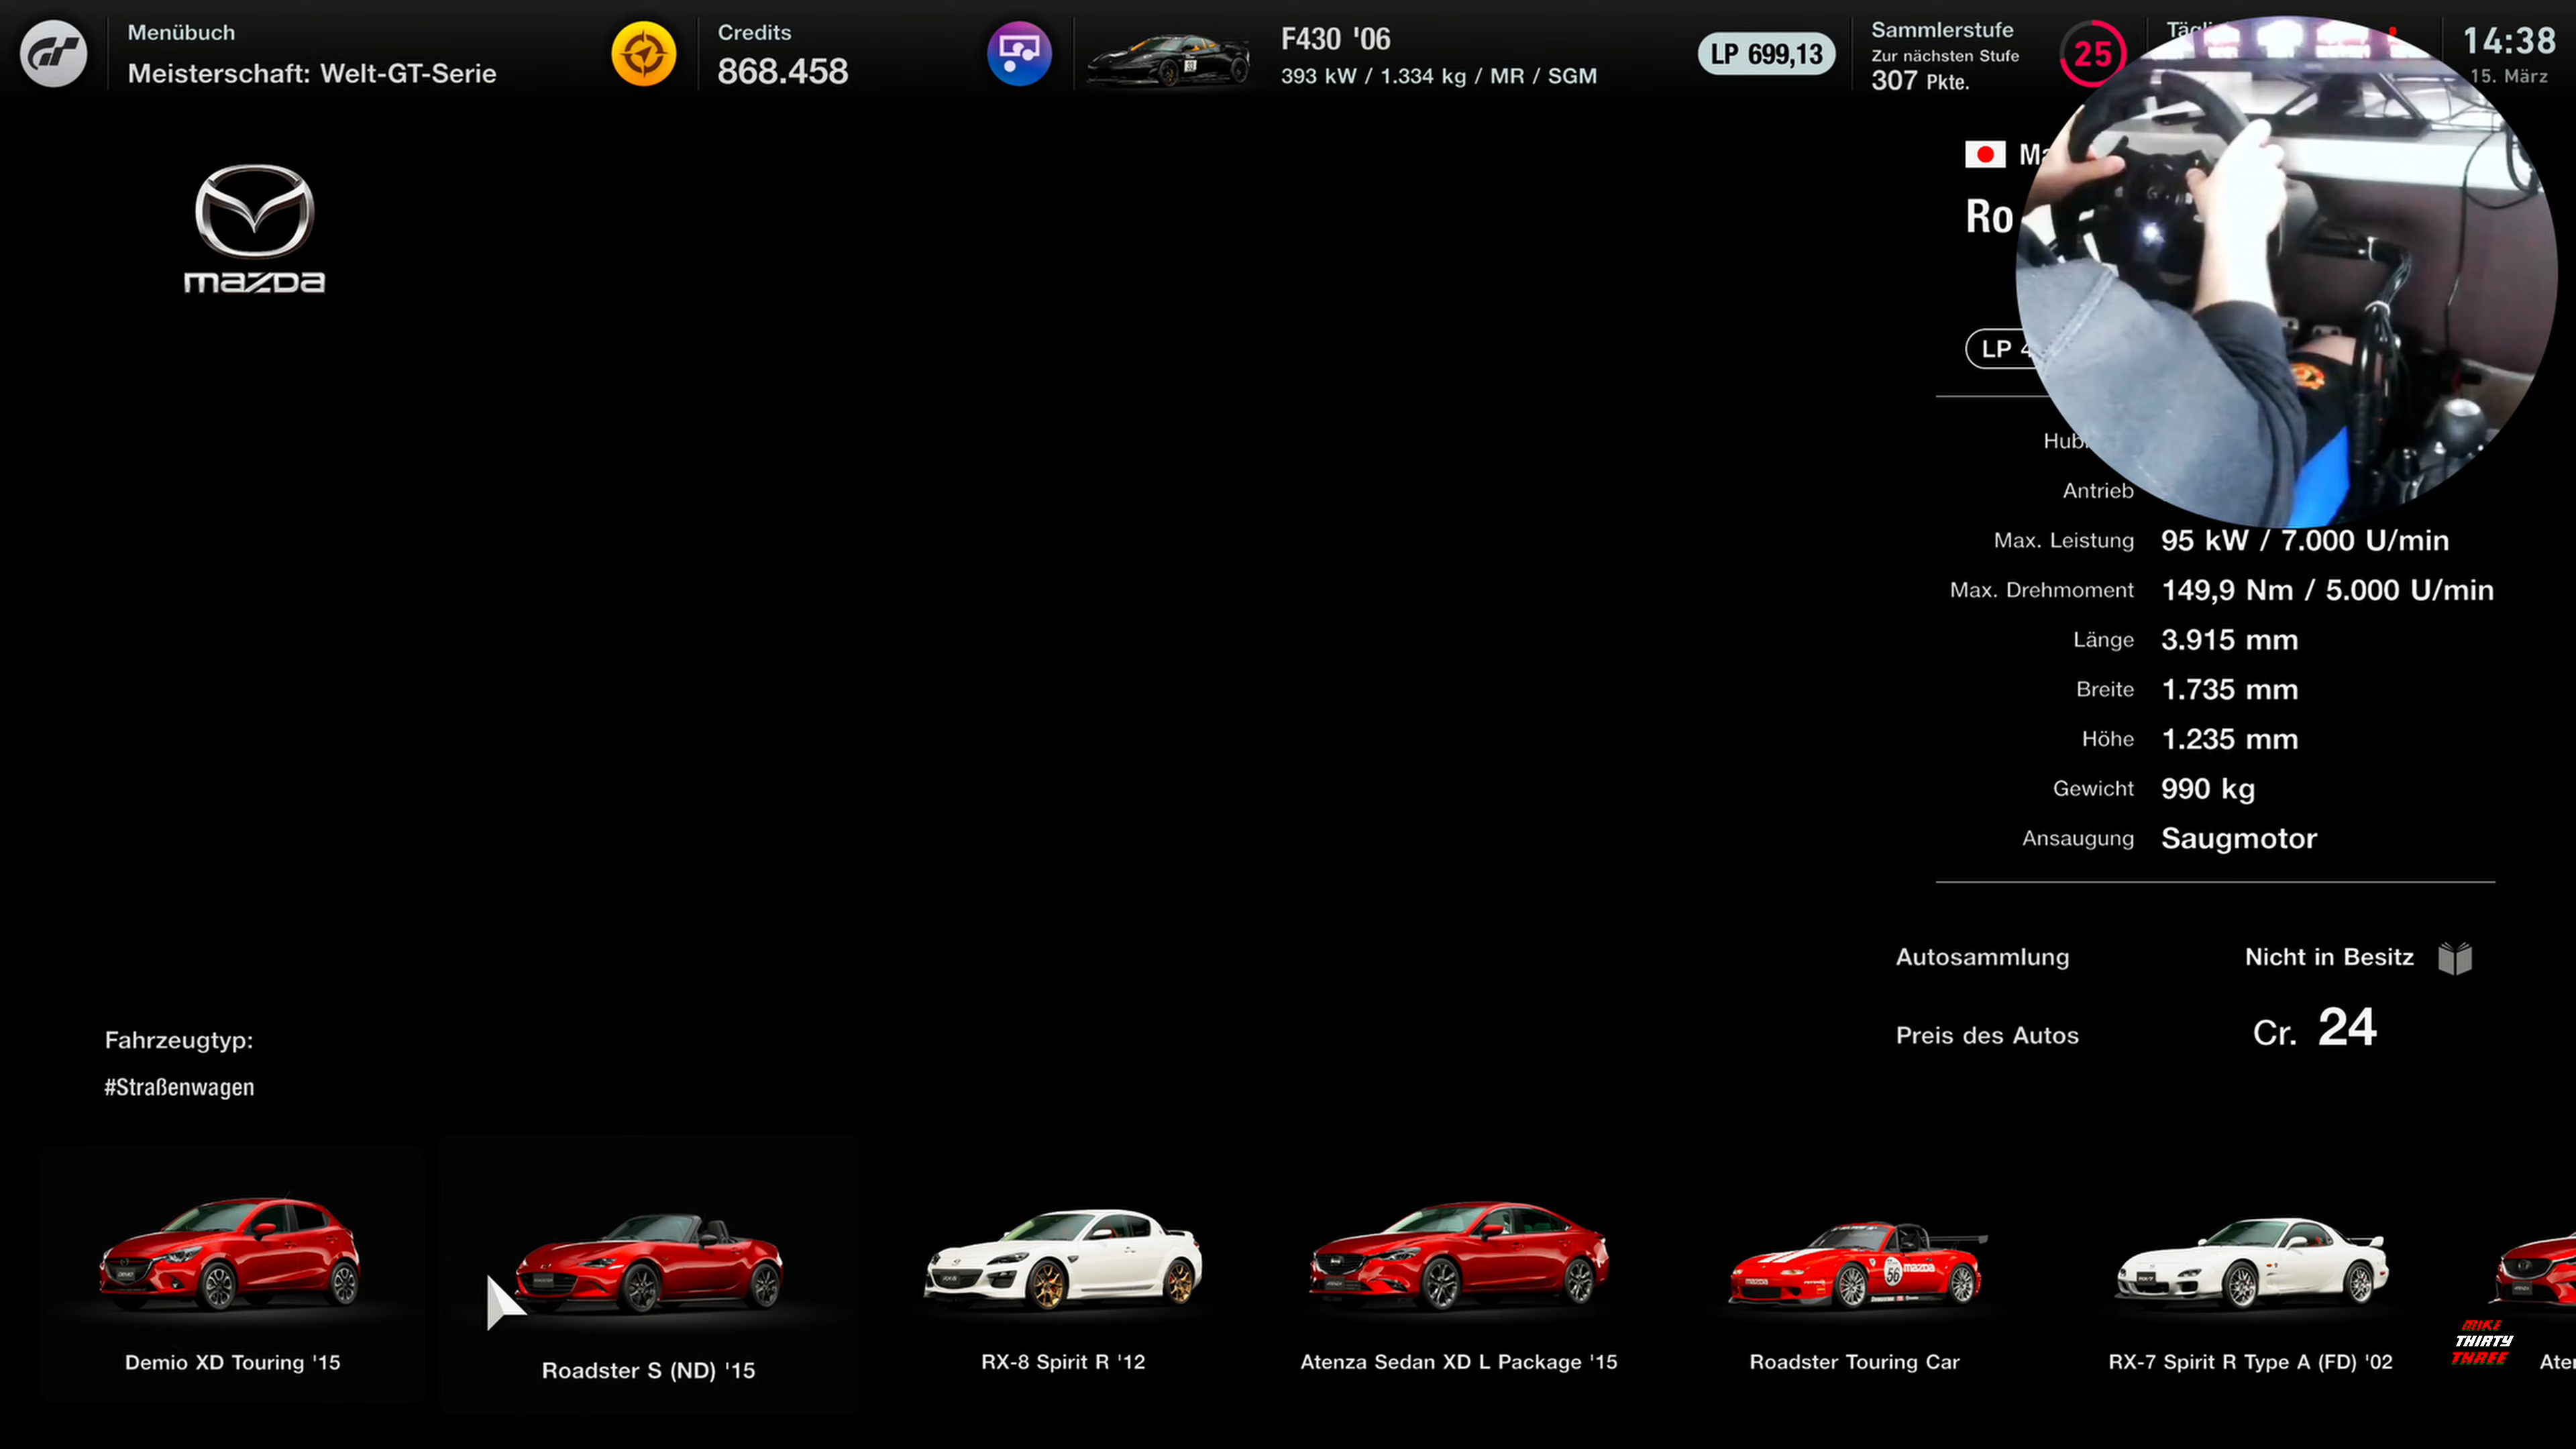 Menübuch
Meisterschaft: Welt-GT-Serie
Credits
868.458
F430 '06
393 kW / 1.334 kg / MR / SGM
LP 699,13
Sammlerstufe
Zur nächsten Stufe
307 Pkte.
25
14:38
15. März
mazda
LP
Antrieb
Max. Leistung 95 kW / 7.000 U/min
Max. Drehmoment 149,9 Nm / 5.000 U/min
Länge 3.915 mm
Breite 1.735 mm
Höhe 1.235 mm
Gewicht 990 kg
Ansaugung Saugmotor
Autosammlung Nicht in Besitz
Preis des Autos Cr. 24
Fahrzeugtyp:
#Straßenwagen
Demio XD Touring '15
Roadster S (ND) '15
RX-8 Spirit R '12
Atenza Sedan XD L Package '15
56
mazda
Roadster Touring Car
RX-7 Spirit R Type A (FD) '02
MIKE
THIRTY
THREE